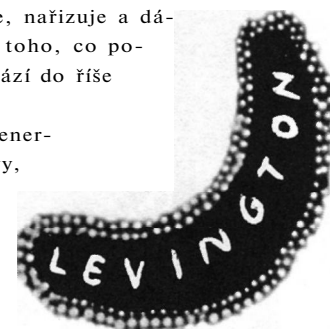 , nařizuje a dá-
toho, co po-
ází do říše
ener-
y,
LEVINGTON